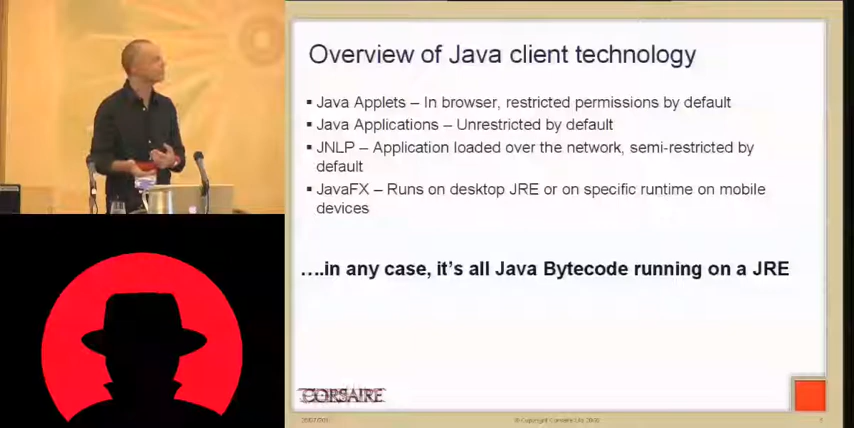 Overview of Java client technology
▪ Java Applets – In browser, restricted permissions by default
▪ Java Applications – Unrestricted by default
▪ JNLP – Application loaded over the network, semi-restricted by
default
▪ JavaFX – Runs on desktop JRE or on specific runtime on mobile
devices
….in any case, it's all Java Bytecode running on a JRE
CORSAIRE